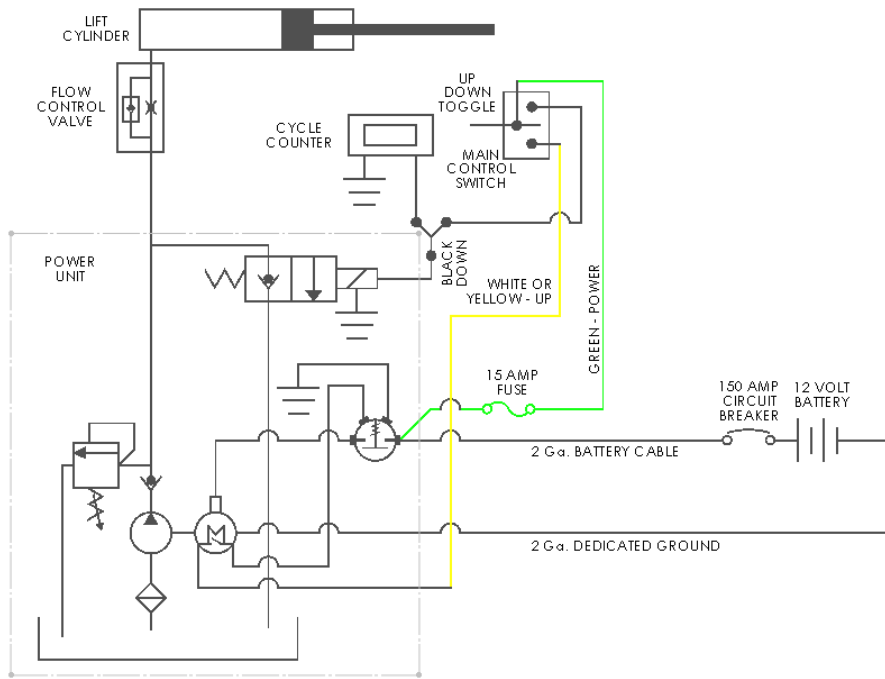 LIFT
CYLINDER
FLOW
CONTROL
VALVE
CYCLE
COUNTER
UP
DOWN
TOGGLE
MAIN
CONTROL
SWITCH
POWER
UNIT
BLACK
DOWN
WHITE OR
YELLOW - UP
GREEN - POWER
15 AMP
FUSE
150 AMP
CIRCUIT
BREAKER
12 VOLT
BATTERY
2 Ga. BATTERY CABLE
M
2 Ga. DEDICATED GROUND